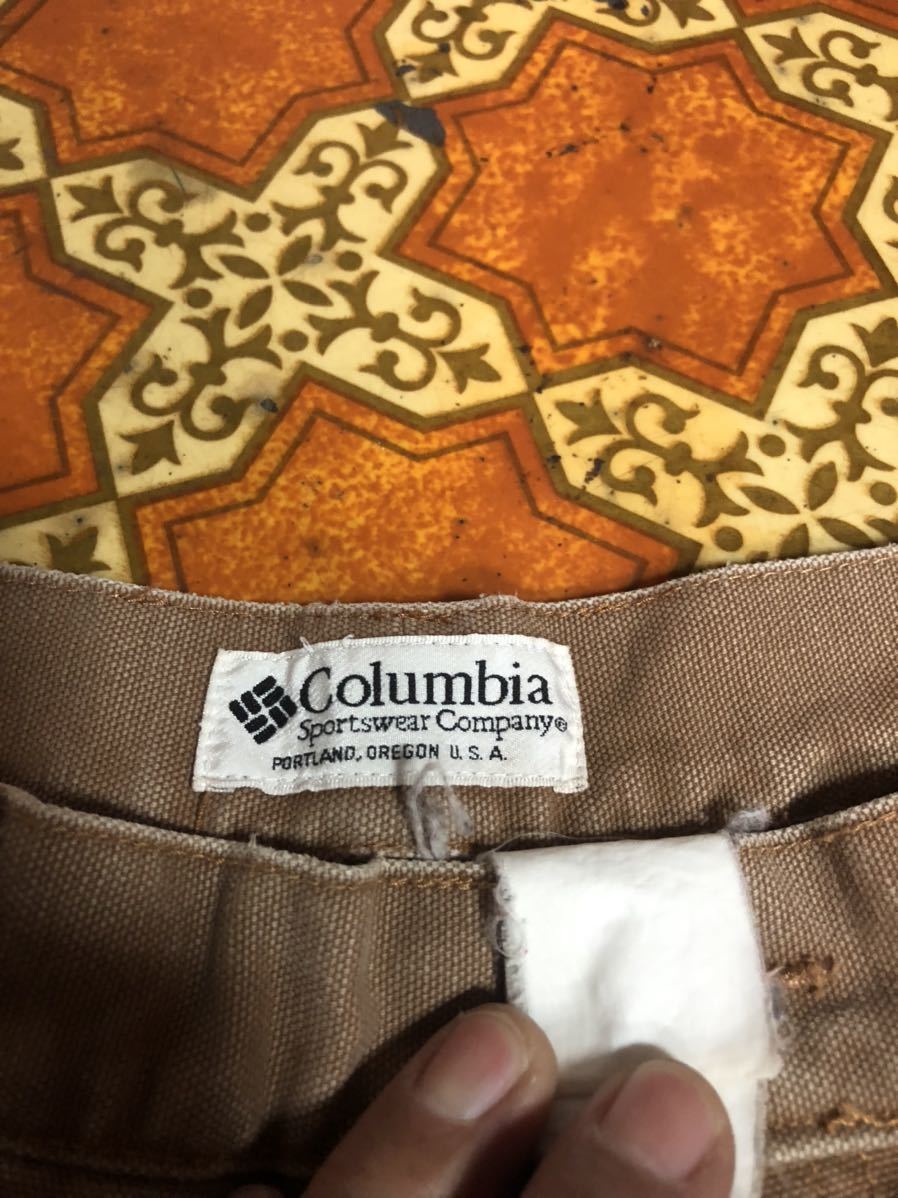 Columbia
Sportswear Company®
PORTLAND, OREGON U.S.A.